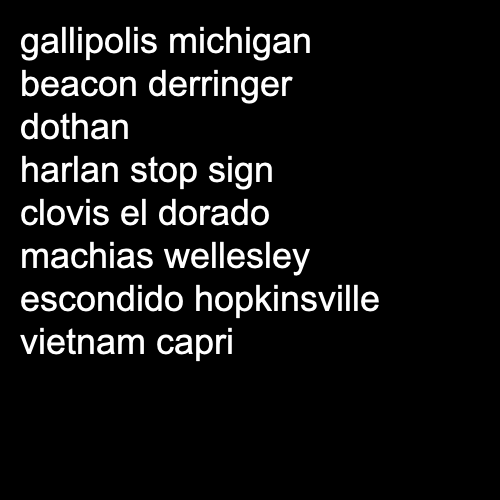 gallipolis michigan
beacon derringer
dothan
harlan stop sign
clovis el dorado
machias wellesley
escondido hopkinsville
vietnam capri